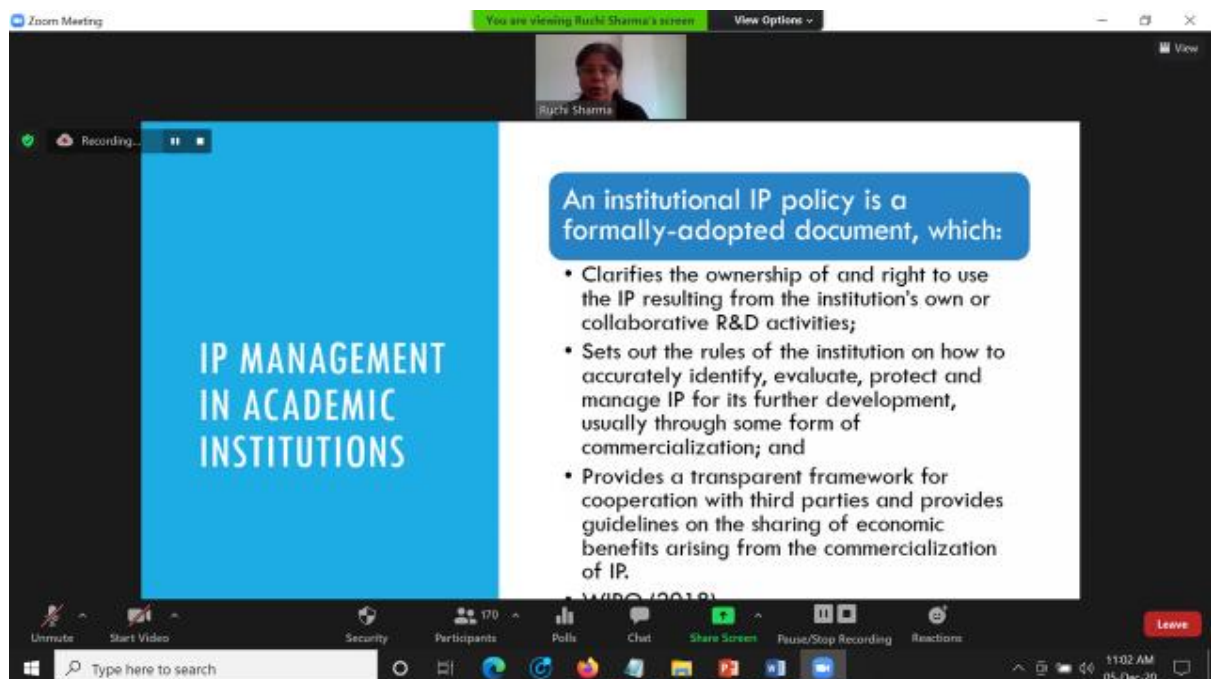 Zoom Meeting
You are viewing Ruchi Sharma's screen
View Options
View
Ruchi Sharma
Recording...
IP MANAGEMENT
IN ACADEMIC
INSTITUTIONS
An institutional IP policy is a
formally-adopted document, which:
• Clarifies the ownership of and right to use
the IP resulting from the institution's own or
collaborative R&D activities;
• Sets out the rules of the institution on how to
accurately identify, evaluate, protect and
manage IP for its further development,
usually through some form of
commercialization; and
• Provides a transparent framework for
cooperation with third parties and provides
guidelines on the sharing of economic
benefits arising from the commercialization
of IP.
• WIPO (2018)
Unmute
Start Video
Security
Participants
170
Polls
Chat
Share Screen
Pause/Stop Recording
Reactions
Leave
Type here to search
11:02 AM
05-Dec-20